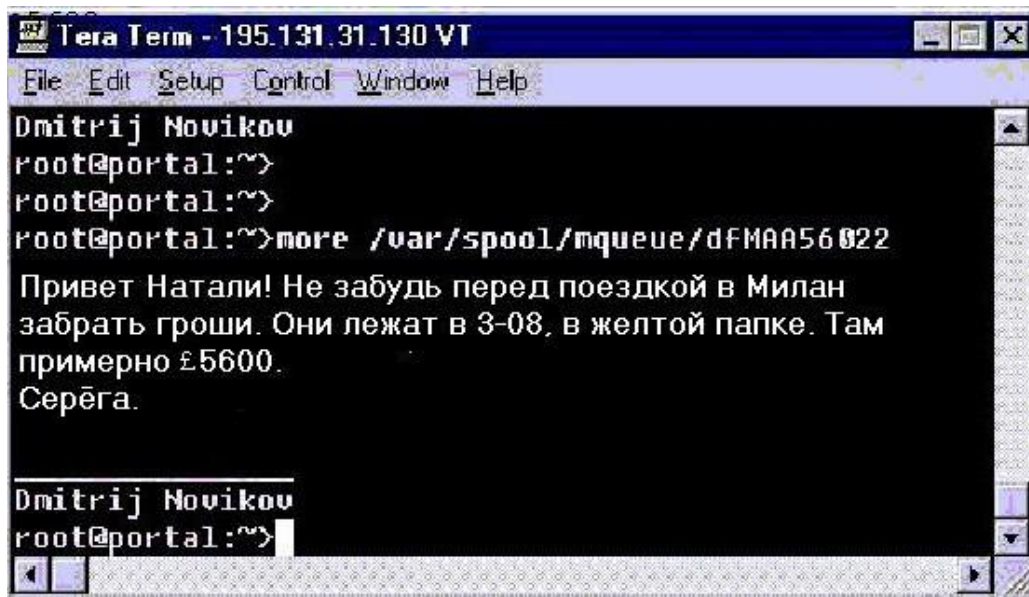 Tera Term - 195.131.31.130 VT
File Edit Setup Control Window Help
Dmitrij Novikov
root@portal:~>
root@portal:~>
root@portal:~>more /var/spool/mqueue/dfMAA56022
Привет Натали! Не забудь перед поездкой в Милан
забрать гроши. Они лежат в 3-08, в желтой папке. Там
примерно £5600.
Серёга.
Dmitrij Novikov
root@portal:~>